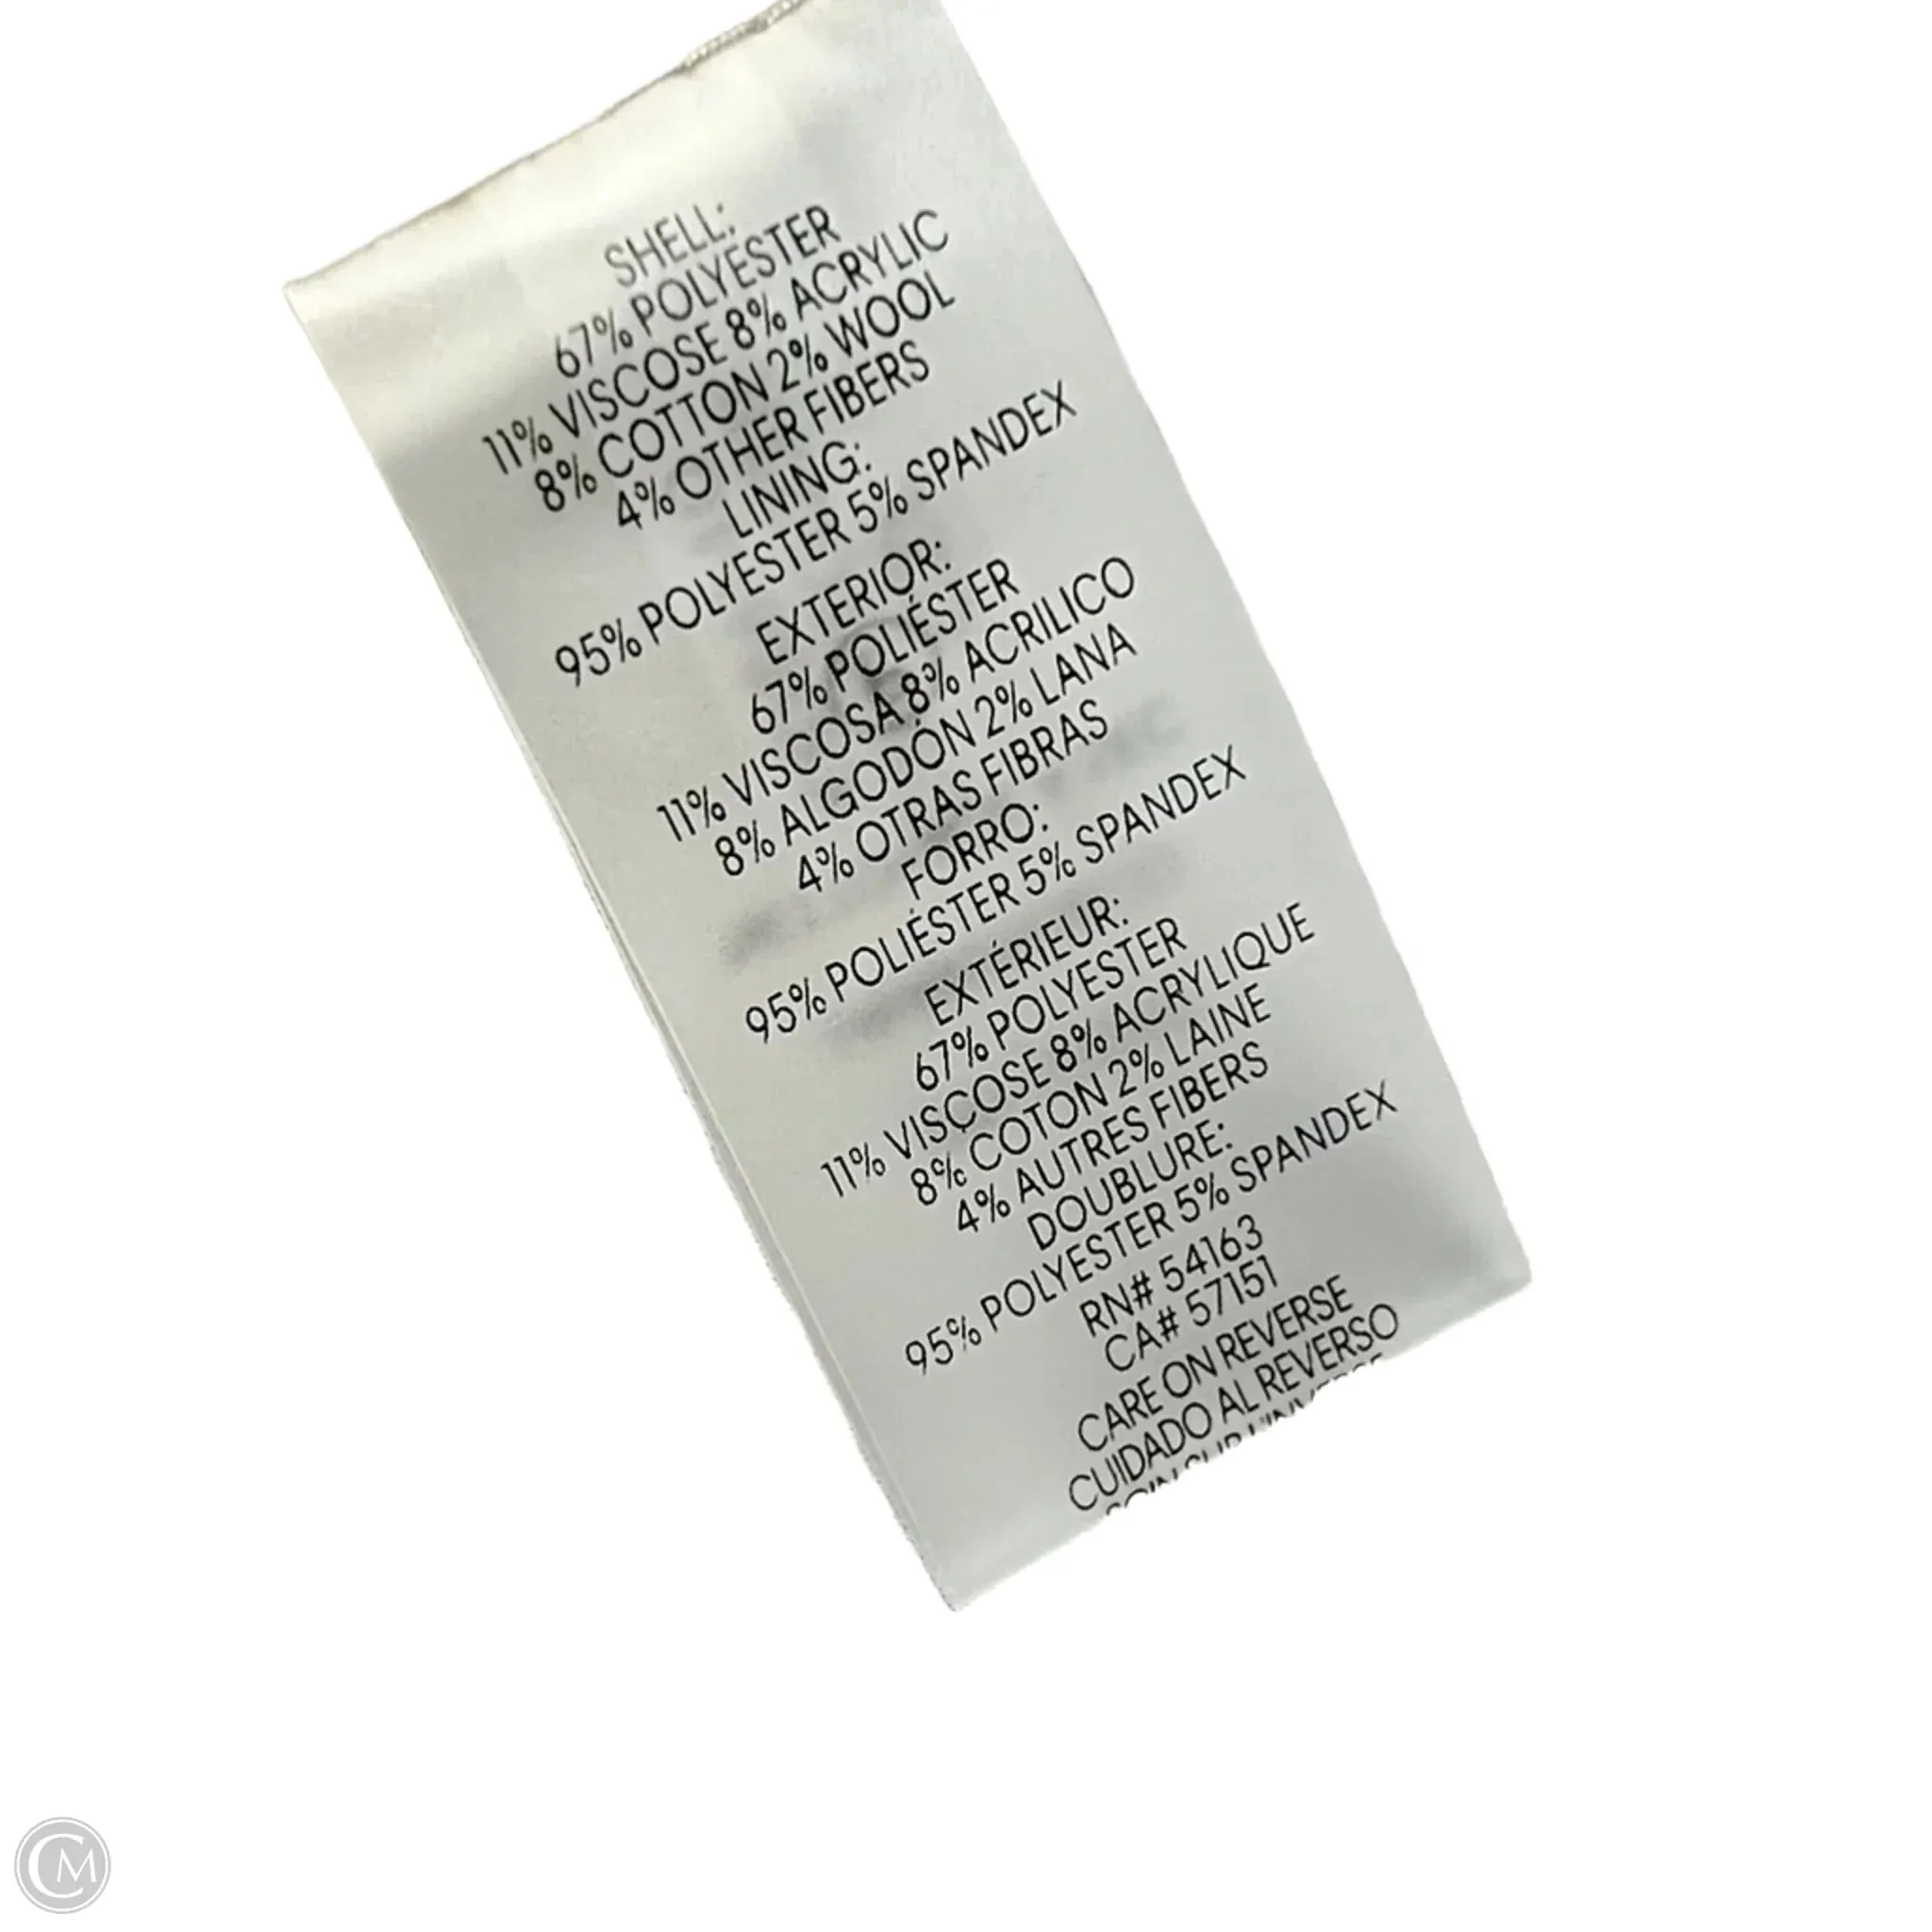 SHELL:
67% POLYESTER
11% VISCOSE 8% ACRYLIC
8% COTTON 2% WOOL
4% OTHER FIBERS
LINING:
95% POLYESTER 5% SPANDEX
EXTERIOR:
67% POLIÉSTER
11% VISCOSA 8% ACRILICO
8% ALGODÓN 2% LANA
4% OTRAS FIBRAS
FORRO:
95% POLIÉSTER 5% SPANDEX
EXTÉRIEUR:
67% POLYESTER
11% VISCOSE 8% ACRYLIQUE
8% COTON 2% LAINE
4% AUTRES FIBERS
DOUBLURE:
95% POLYESTER 5% SPANDEX
RN# 54163
CA# 57151
CARE ON REVERSE
CUIDADO AL REVERSO
CM